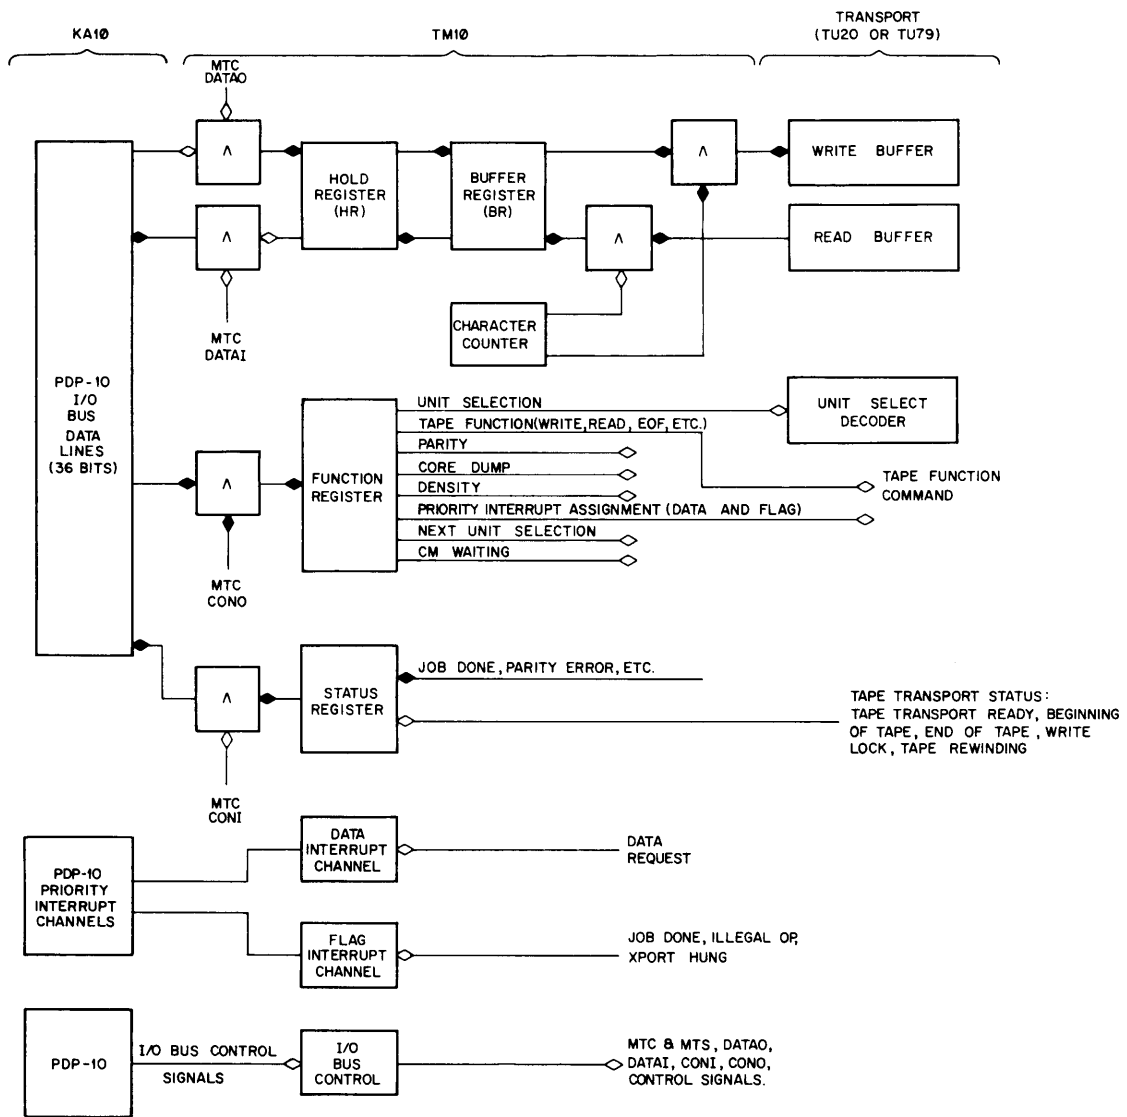 TRANSPORT
(TU20 OR TU79)
KA10
TM10
MTC
DATAO
Λ
HOLD
REGISTER
(HR)
BUFFER
REGISTER
(BR)
Λ
WRITE BUFFER
Λ
Λ
READ BUFFER
MTC
DATAI
CHARACTER
COUNTER
PDP-10
I/O
BUS
DATA
LINES
(36 BITS)
Λ
MTC
CONO
FUNCTION
REGISTER
UNIT SELECTION
TAPE FUNCTION(WRITE, READ, EOF, ETC.)
PARITY
CORE DUMP
DENSITY
PRIORITY INTERRUPT ASSIGNMENT (DATA AND FLAG)
NEXT UNIT SELECTION
CM WAITING
UNIT SELECT
DECODER
TAPE FUNCTION
COMMAND
Λ
MTC
CONI
STATUS
REGISTER
JOB DONE, PARITY ERROR, ETC.
TAPE TRANSPORT STATUS:
TAPE TRANSPORT READY, BEGINNING
OF TAPE, END OF TAPE, WRITE
LOCK, TAPE REWINDING
PDP-10
PRIORITY
INTERRUPT
CHANNELS
DATA
INTERRUPT
CHANNEL
DATA
REQUEST
FLAG
INTERRUPT
CHANNEL
JOB DONE, ILLEGAL OP,
XPORT HUNG
PDP-10
I/O BUS CONTROL
SIGNALS
I/O
BUS
CONTROL
MTC & MTS, DATAO,
DATAI, CONI, CONO,
CONTROL SIGNALS.